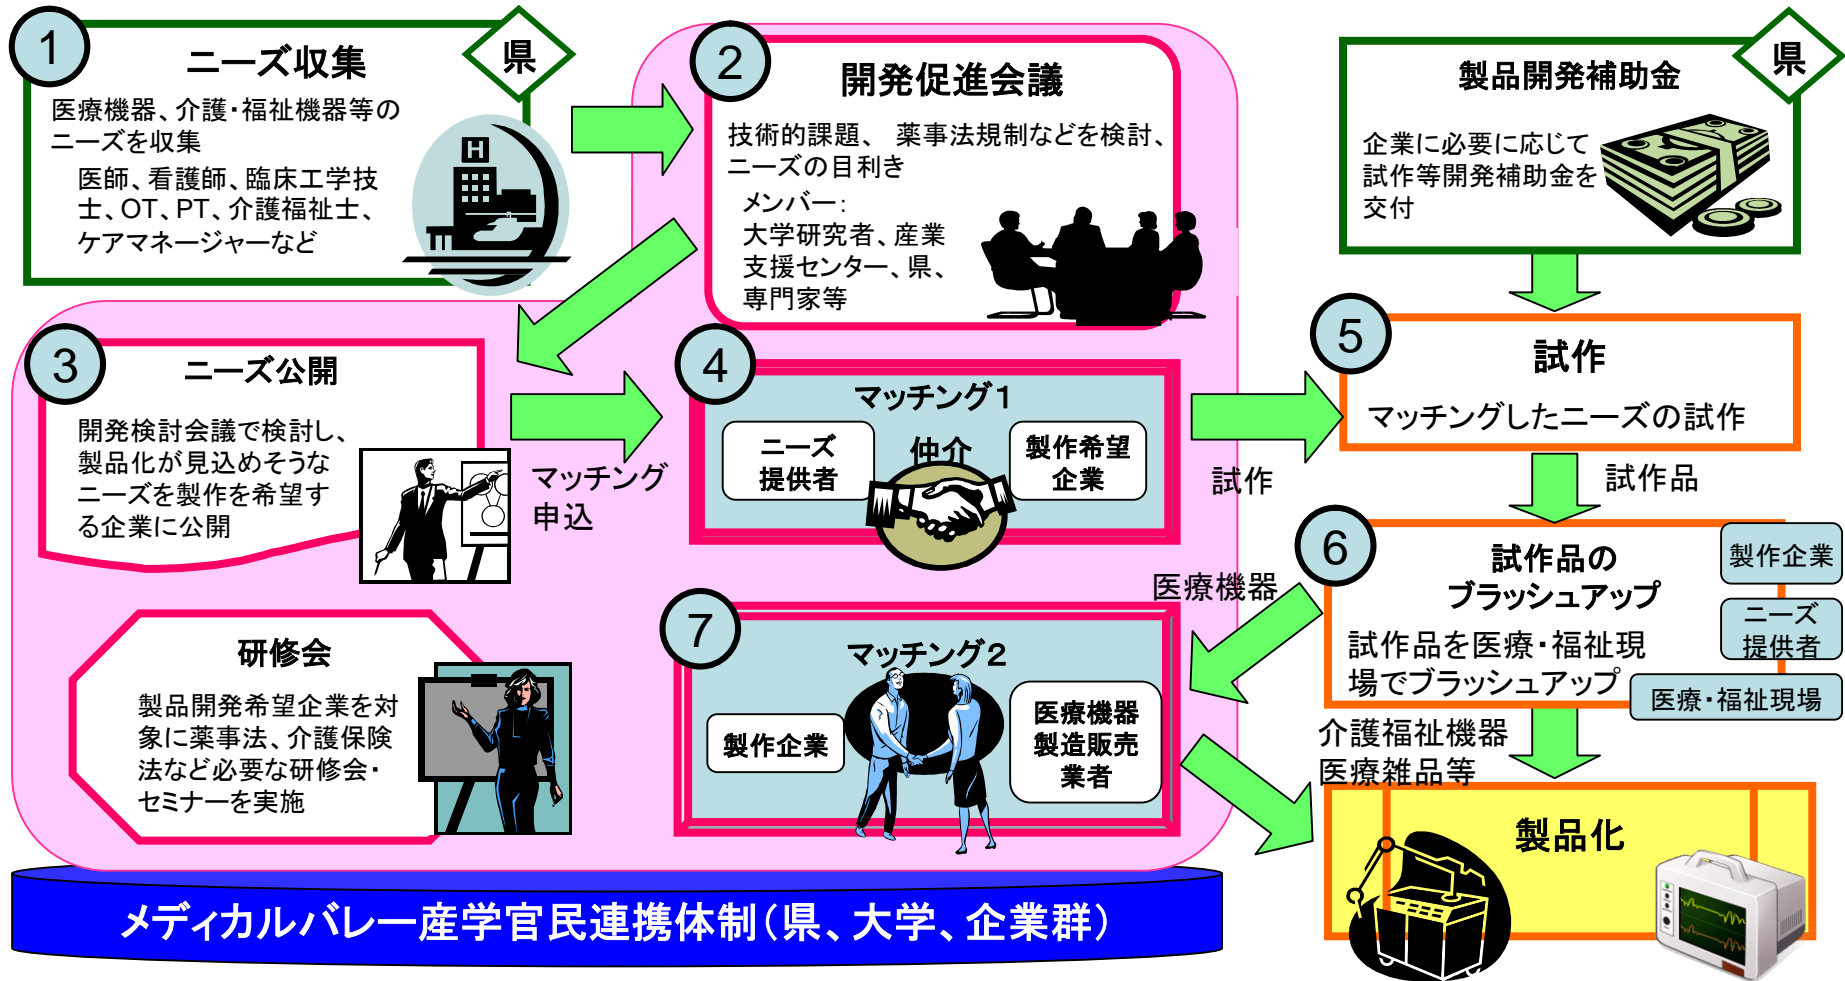 1
ニーズ収集
県
医療機器、介護・福祉機器等の
ニーズを収集
医師、看護師、臨床工学技
士、OT、PT、介護福祉士、
ケアマネージャーなど
H
2
開発促進会議
技術的課題、 薬事法規制などを検討、
ニーズの目利き
メンバー：
大学研究者、産業
支援センター、県、
専門家等
県
製品開発補助金
企業に必要に応じて
試作等開発補助金を
交付
3
ニーズ公開
開発検討会議で検討し、
製品化が見込めそうな
ニーズを製作を希望す
る企業に公開
マッチング
申込
4
マッチング１
ニーズ
提供者
仲介
製作希望
企業
試作
5
試作
マッチングしたニーズの試作
試作品
6
試作品の
ブラッシュアップ
試作品を医療・福祉現
場でブラッシュアップ
製作企業
ニーズ
提供者
医療・福祉現場
医療機器
7
マッチング２
製作企業
医療機器
製造販売
業者
研修会
製品開発希望企業を対
象に薬事法、介護保険
法など必要な研修会・
セミナーを実施
介護福祉機器
医療雑品等
製品化
メディカルバレー産学官民連携体制（県、大学、企業群）